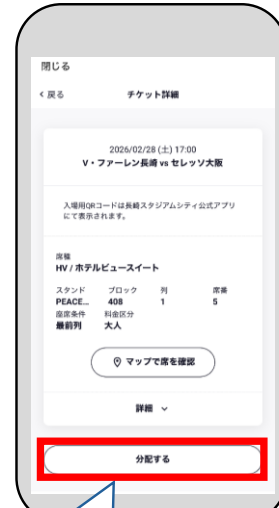 閉じる
< 戻る チケット詳細
2026/02/28 (土) 17:00
V・ファーレン長崎 vs セレッソ大阪
入場用QRコードは長崎スタジアムシティ公式アプリ
にて表示されます。
席種
HV / ホテルビュースイート
スタンド ブロック 列 席番
PEACE... 408 1 5
座席条件 料金区分
最前列 大人
マップで席を確認
詳細
分配する